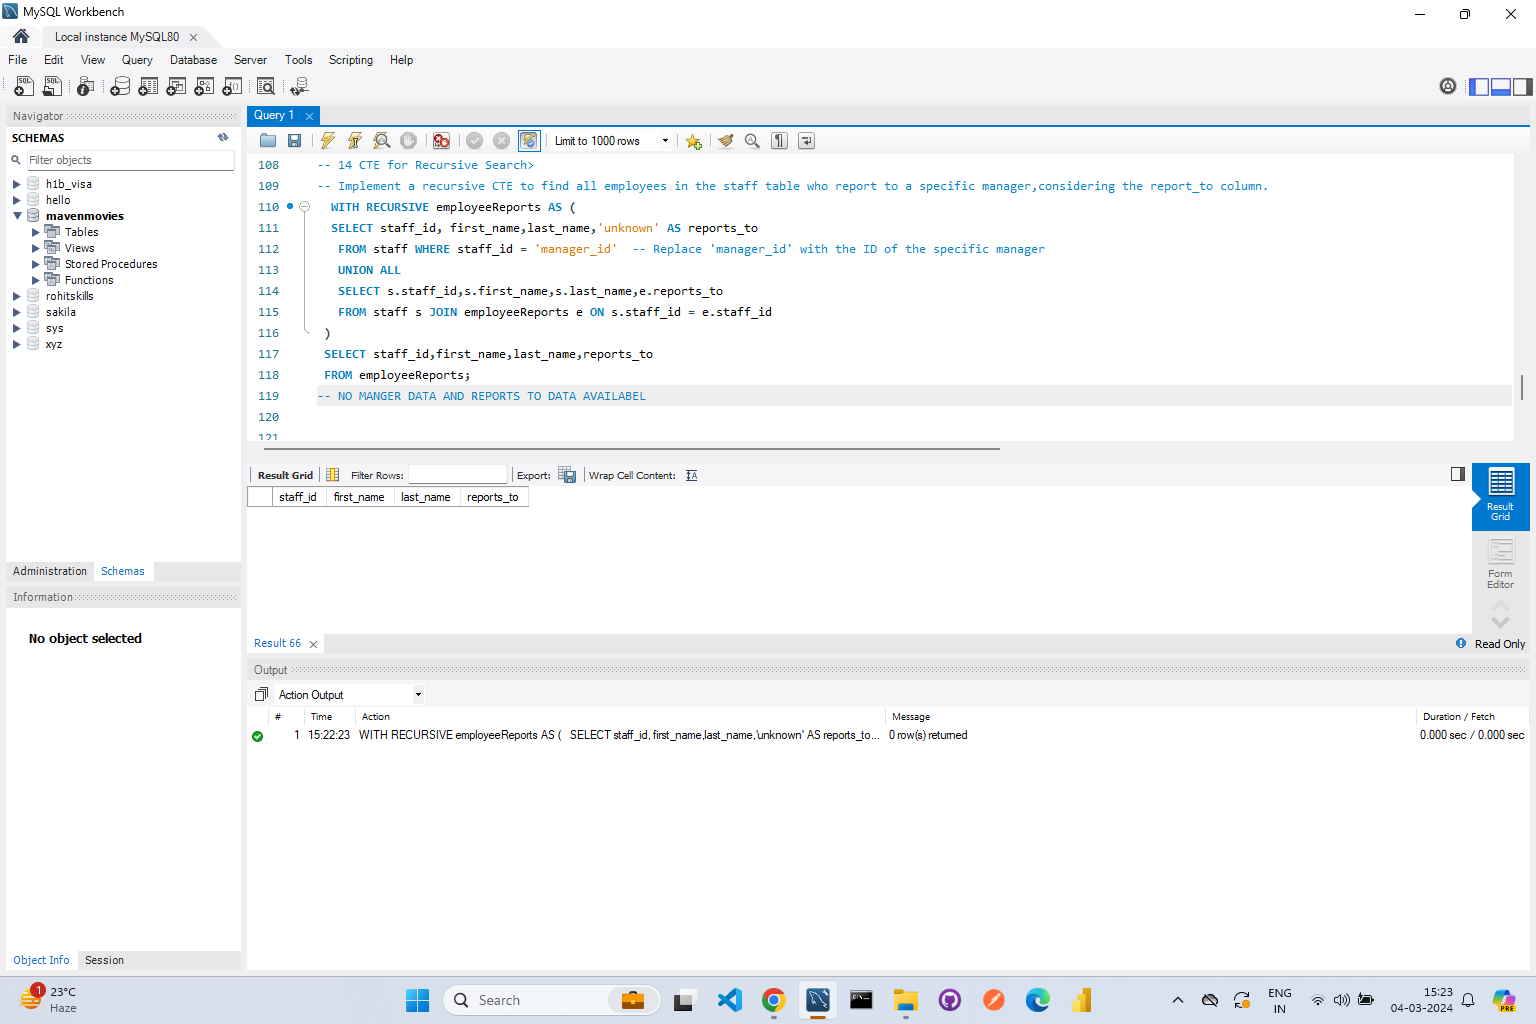 MySQL Workbench
Local instance MySQL80
File Edit View Query Database Server Tools Scripting Help
Navigator
SCHEMAS
Filter objects
h1b_visa
hello
mavenmovies
Tables
Views
Stored Procedures
Functions
rohitskills
sakila
sys
xyz
Administration Schemas
Information
No object selected
Object Info Session
Query 1
Limit to 1000 rows
108 -- 14 CTE for Recursive Search>
109 -- Implement a recursive CTE to find all employees in the staff table who report to a specific manager,considering the report_to column.
110 WITH RECURSIVE employeeReports AS (
111 SELECT staff_id, first_name,last_name,'unknown' AS reports_to
112 FROM staff WHERE staff_id = 'manager_id' -- Replace 'manager_id' with the ID of the specific manager
113 UNION ALL
114 SELECT s.staff_id,s.first_name,s.last_name,e.reports_to
115 FROM staff s JOIN employeeReports e ON s.staff_id = e.staff_id
116 )
117 SELECT staff_id,first_name,last_name,reports_to
118 FROM employeeReports;
119 -- NO MANGER DATA AND REPORTS TO DATA AVAILABEL
120
121
Result Grid Filter Rows: Export: Wrap Cell Content:
staff_id first_name last_name reports_to
Result Grid
Form Editor
Result 66
Read Only
Output
Action Output
# Time Action Message Duration / Fetch
1 15:22:23 WITH RECURSIVE employeeReports AS ( SELECT staff_id, first_name,last_name,'unknown' AS reports_to... 0 row(s) returned 0.000 sec / 0.000 sec
1
23°C
Haze
Search
PRE
ENG
IN
15:23
04-03-2024